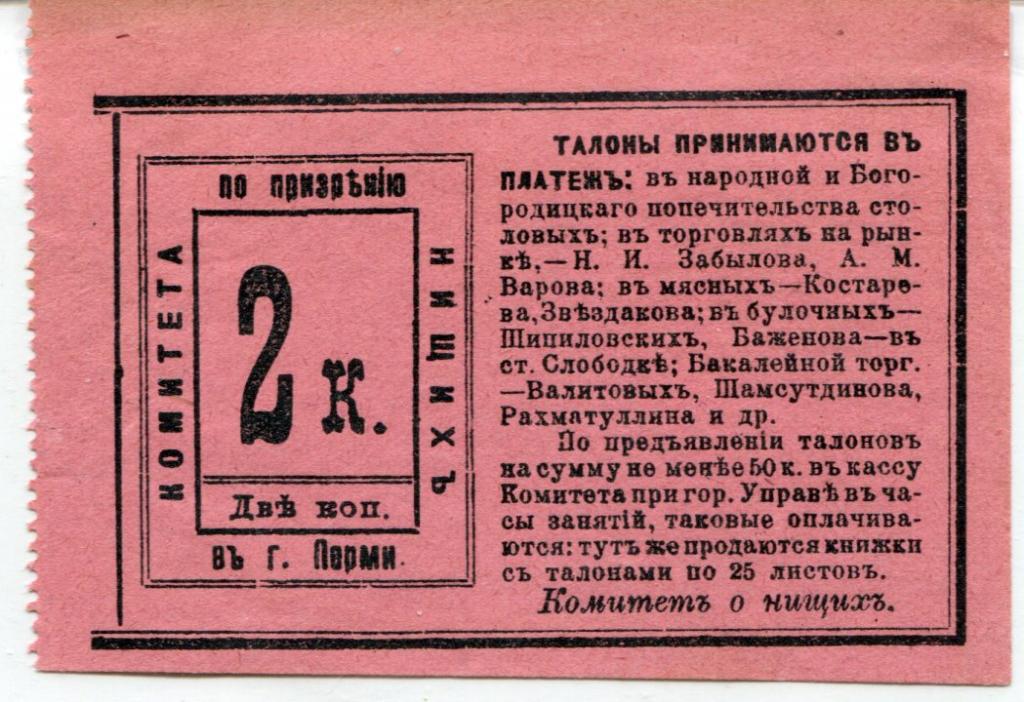 КОМИТЕТА
по призрѣнію
НИЩИХЪ
2 К.
Двѣ коп.
въ г. Перми
ТАЛОНЫ ПРИНИМАЮТСЯ ВЪ
ПЛАТЕЖЪ: въ народной и Бого-
родицкаго попечительства сто-
ловыхъ; въ торговляхъ на рын-
кѣ,—Н. И. Забылова, А. М.
Варова; въ мясныхъ—Костаре-
ва, Звѣздакова; въ булочныхъ—
Шипиловскихъ, Баженова—въ
ст. Слободкѣ; Бакалейной торг.
—Валитовыхъ, Шамсутдинова,
Рахматуллина и др.
По предъявленіи талоновъ
на сумму не менѣе 50 к. въ кассу
Комитета при гор. Управѣ въ ча-
сы занятій, таковые оплачива-
ются: тутъ же продаются книжки
съ талонами по 25 листовъ.
Комитетъ о нищихъ.